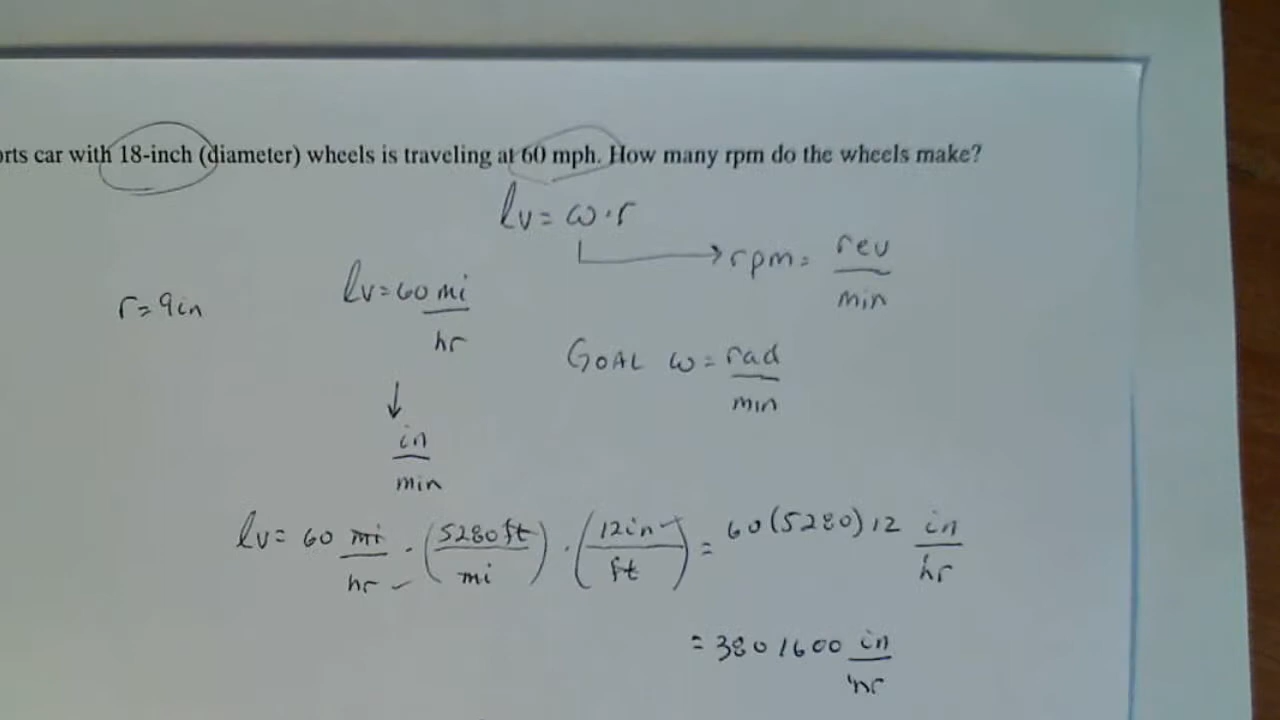 orts car with 18-inch (diameter) wheels is traveling at 60 mph. How many rpm do the wheels make?
lv = ω · r
rpm = rev/min
lv = 60 mi/hr
r = 9in
GOAL ω = rad/min
↓
in/min
lv = 60 mi/hr · (5280ft/mi) · (12in/ft) = 60(5280)12 in/hr
= 3801600 in/hr